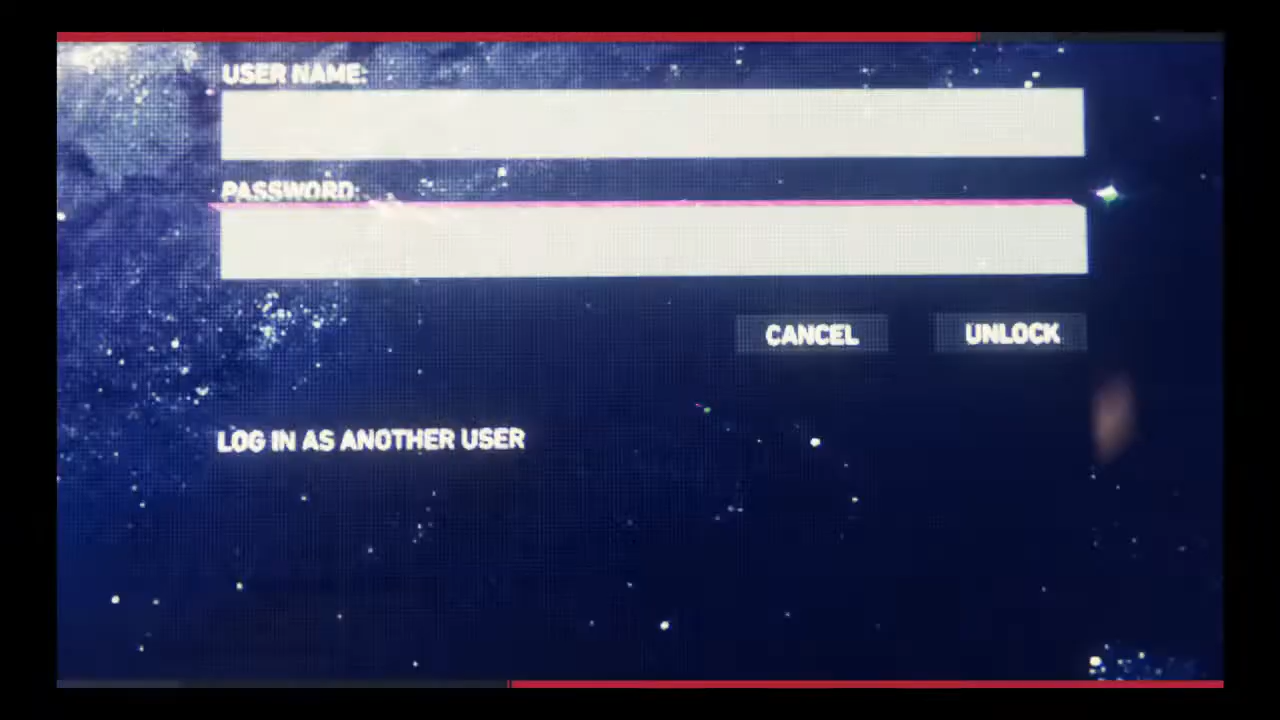 USER NAME:
PASSWORD:
CANCEL
UNLOCK
LOG IN AS ANOTHER USER